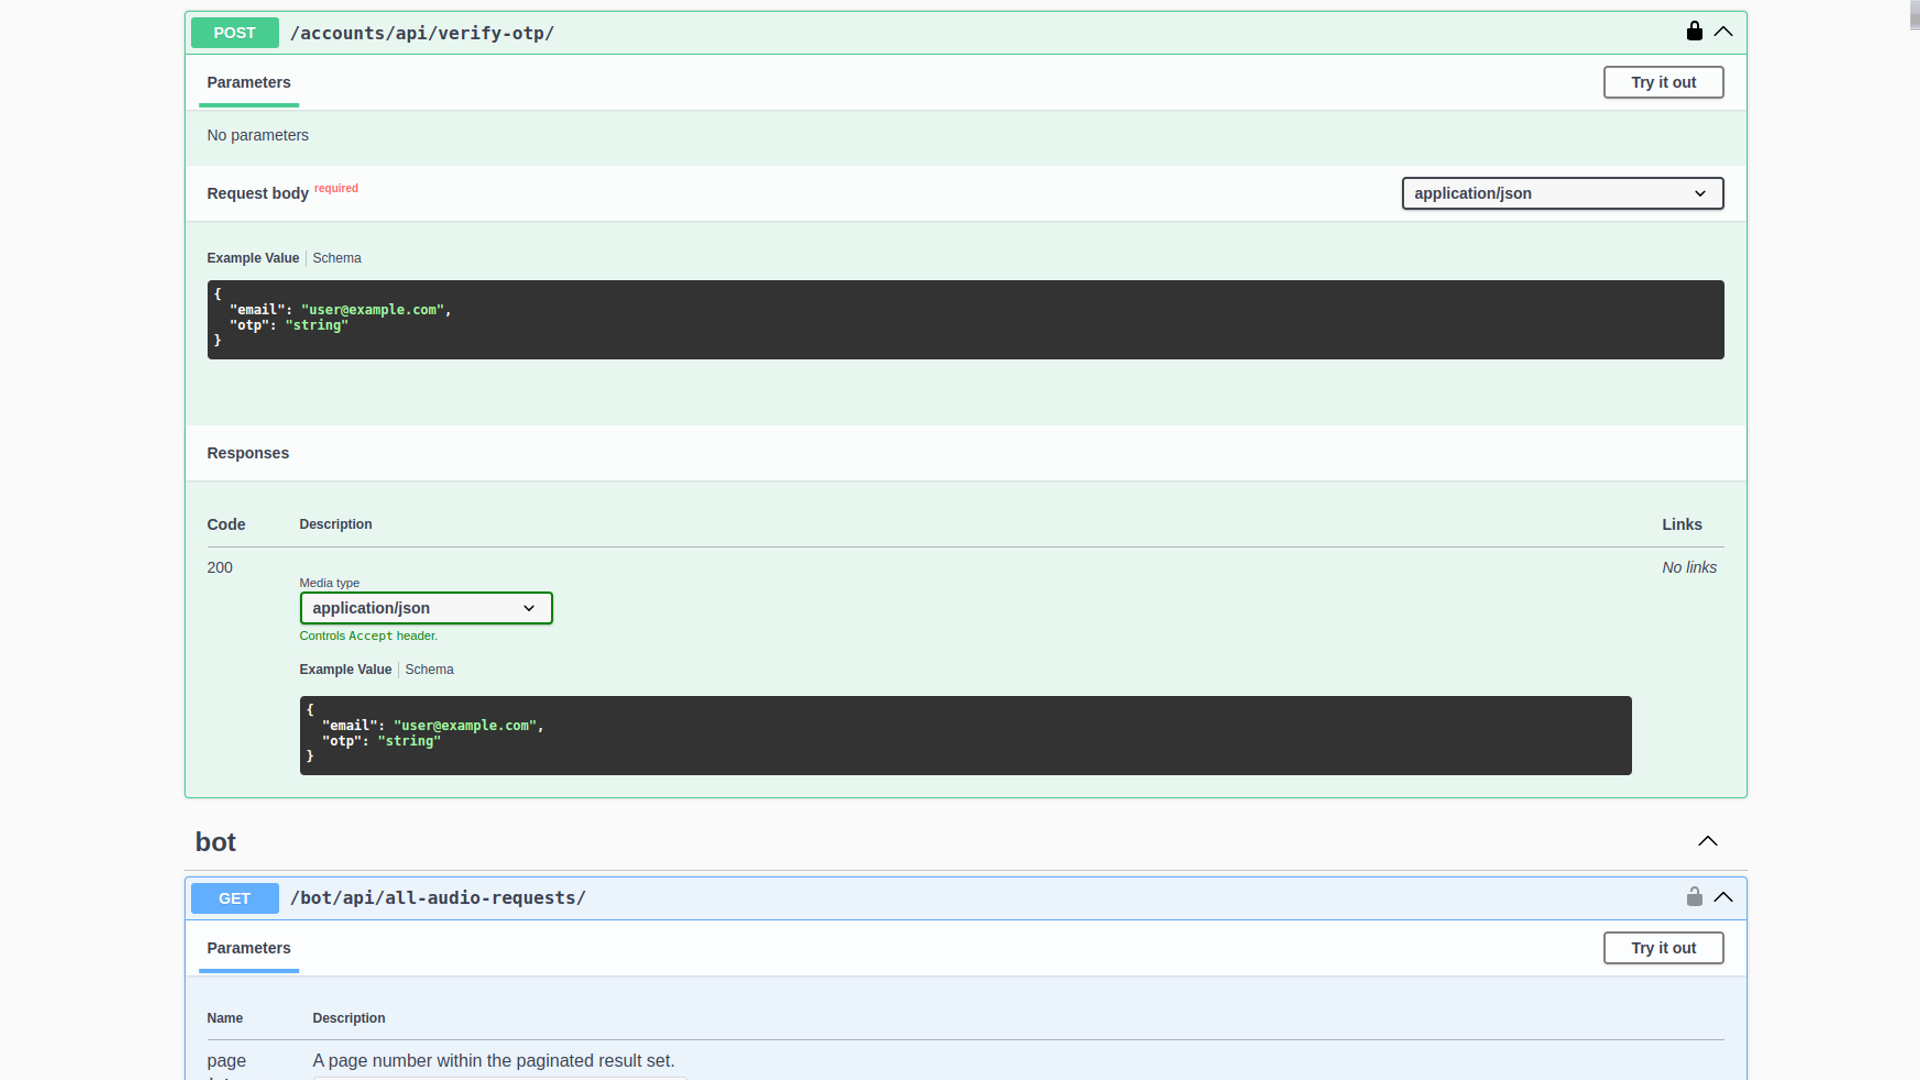 POST /accounts/api/verify-otp/
Parameters
Try it out
No parameters
Request body required
application/json
Example Value
Schema
{
"email": "user@example.com",
"otp": "string"
}
Responses
Code
Description
Links
200
No links
Media type
application/json
Controls Accept header.
Example Value
Schema
{
"email": "user@example.com",
"otp": "string"
}
bot
GET /bot/api/all-audio-requests/
Parameters
Try it out
Name
Description
page
A page number within the paginated result set.